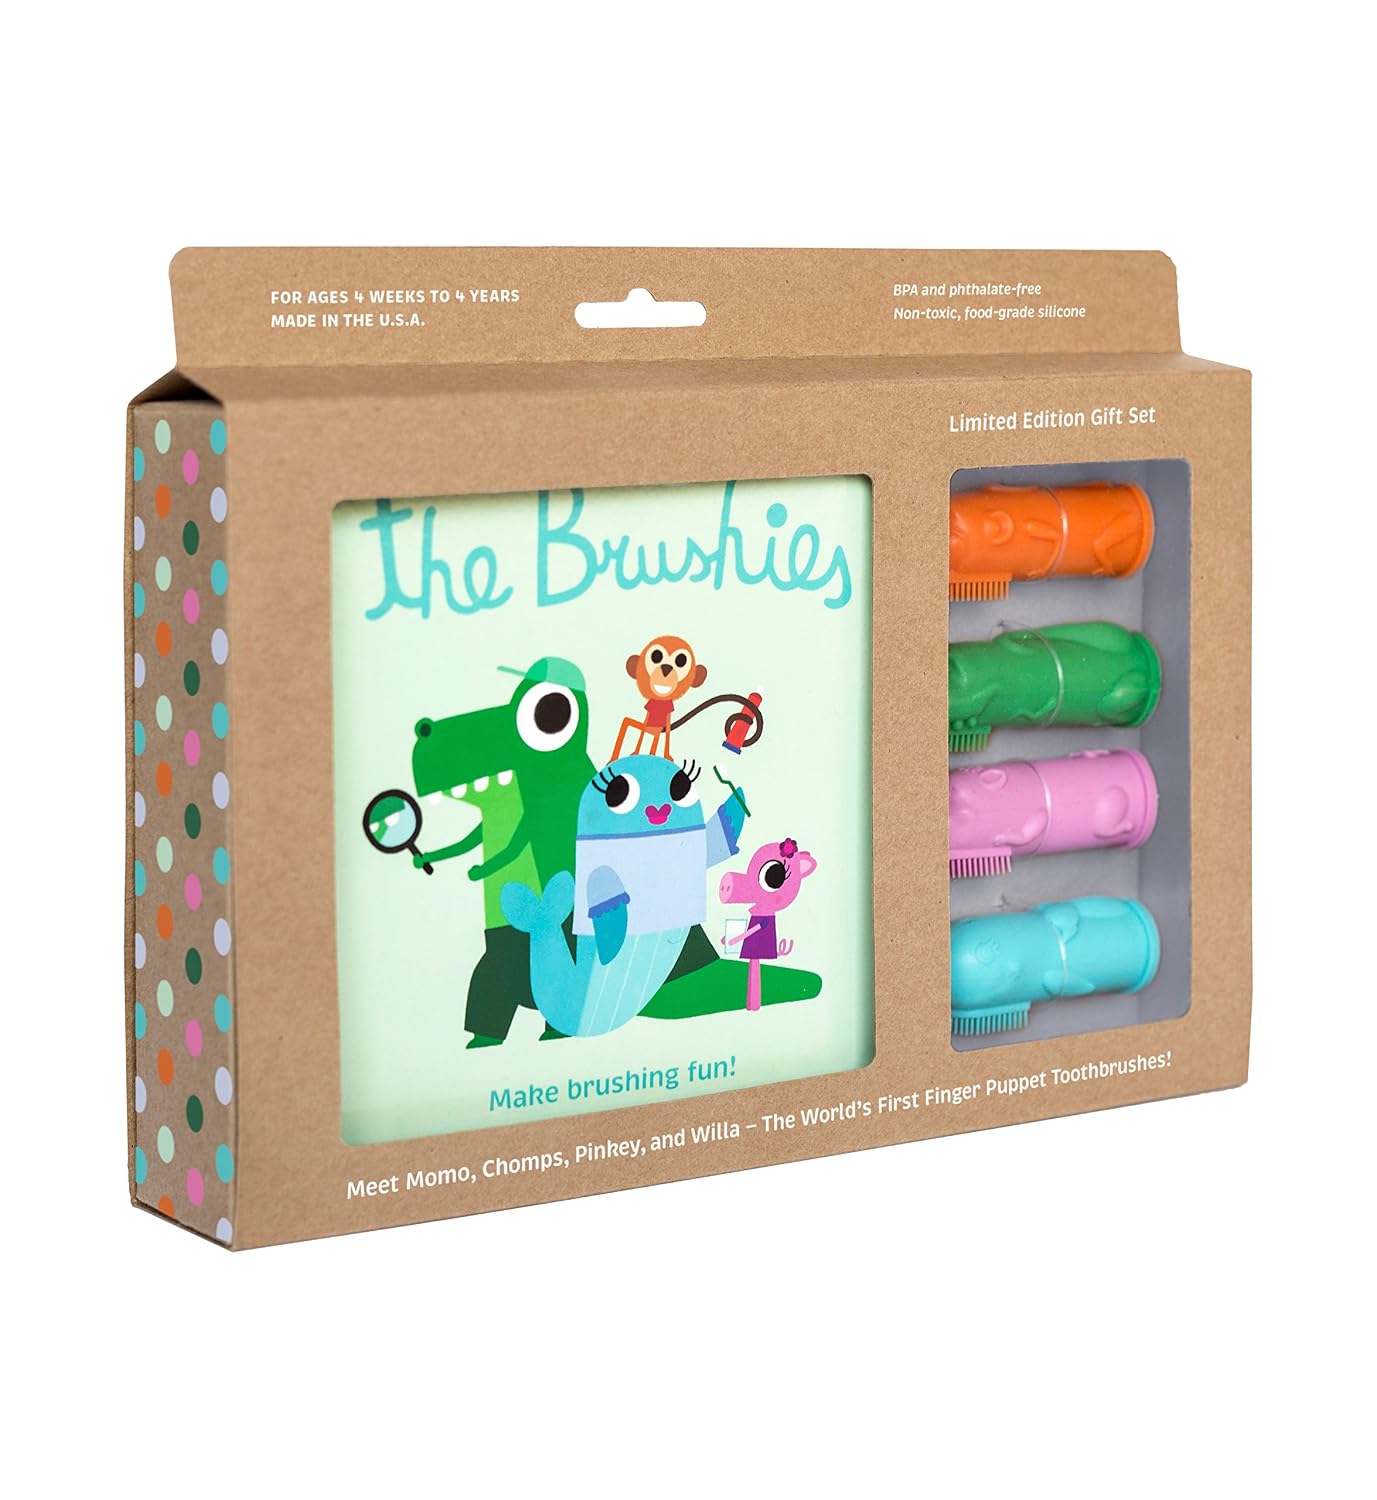 FOR AGES 4 WEEKS TO 4 YEARS
MADE IN THE U.S.A.
BPA and phthalate-free
Non-toxic, food-grade silicone
Limited Edition Gift Set
the Brushies
Make brushing fun!
Meet Momo, Chomps, Pinkey, and Willa – The World's First Finger Puppet Toothbrushes!